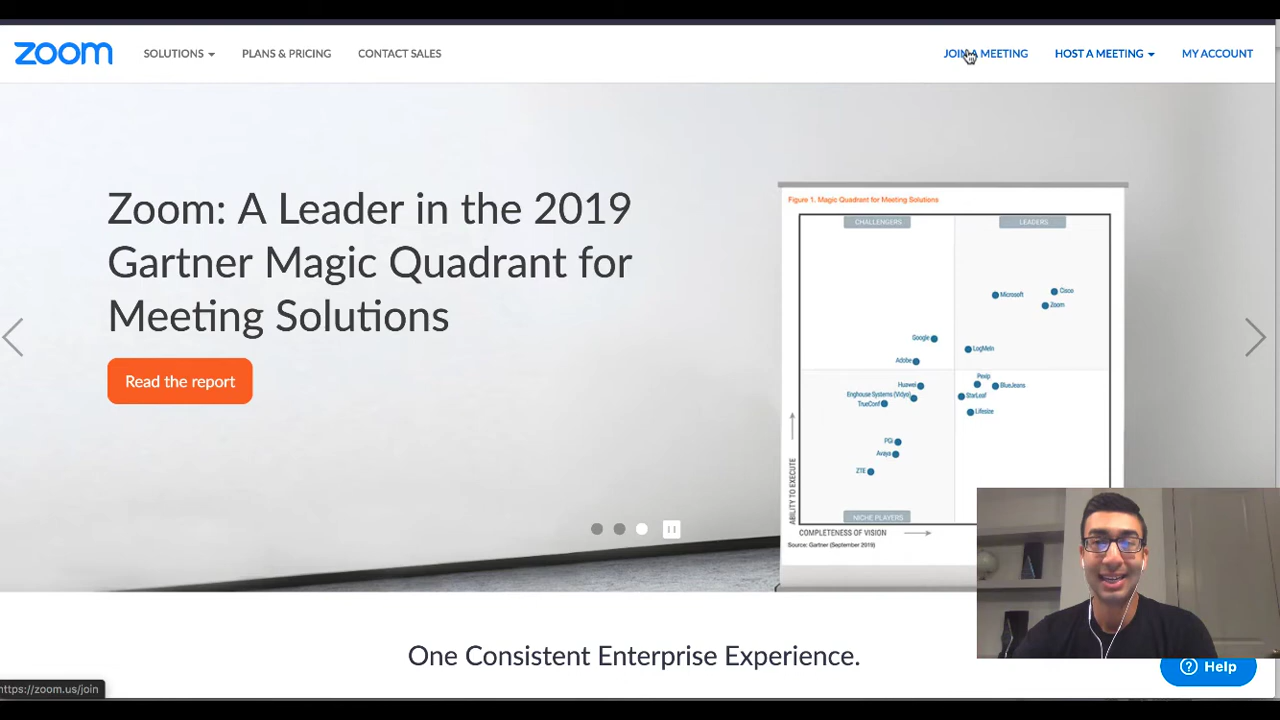 zoom
SOLUTIONS
PLANS & PRICING
CONTACT SALES
JOIN A MEETING
HOST A MEETING
MY ACCOUNT
Zoom: A Leader in the 2019
Gartner Magic Quadrant for
Meeting Solutions
Read the report
Figure 1. Magic Quadrant for Meeting Solutions
CHALLENGERS
LEADERS
Microsoft
Cisco
Zoom
Google
LogMeIn
Adobe
Pexip
Huawei
BlueJeans
Enghouse Systems (Vidyo)
StarLeaf
TrueConf
Lifesize
PGi
Avaya
ZTE
ABILITY TO EXECUTE
NICHE PLAYERS
COMPLETENESS OF VISION
Source: Gartner (September 2019)
One Consistent Enterprise Experience.
Help
https://zoom.us/join